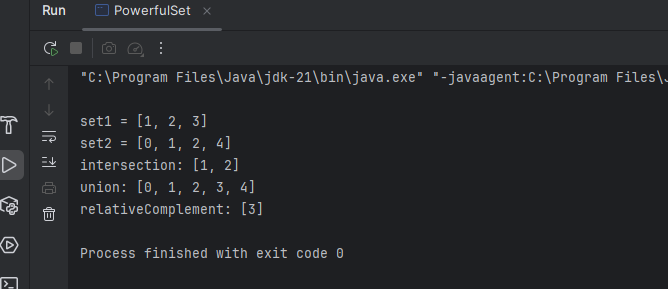 Run PowerfulSet
"C:\Program Files\Java\jdk-21\bin\java.exe" "-javaagent:C:\Program Files\J
set1 = [1, 2, 3]
set2 = [0, 1, 2, 4]
intersection: [1, 2]
union: [0, 1, 2, 3, 4]
relativeComplement: [3]
Process finished with exit code 0